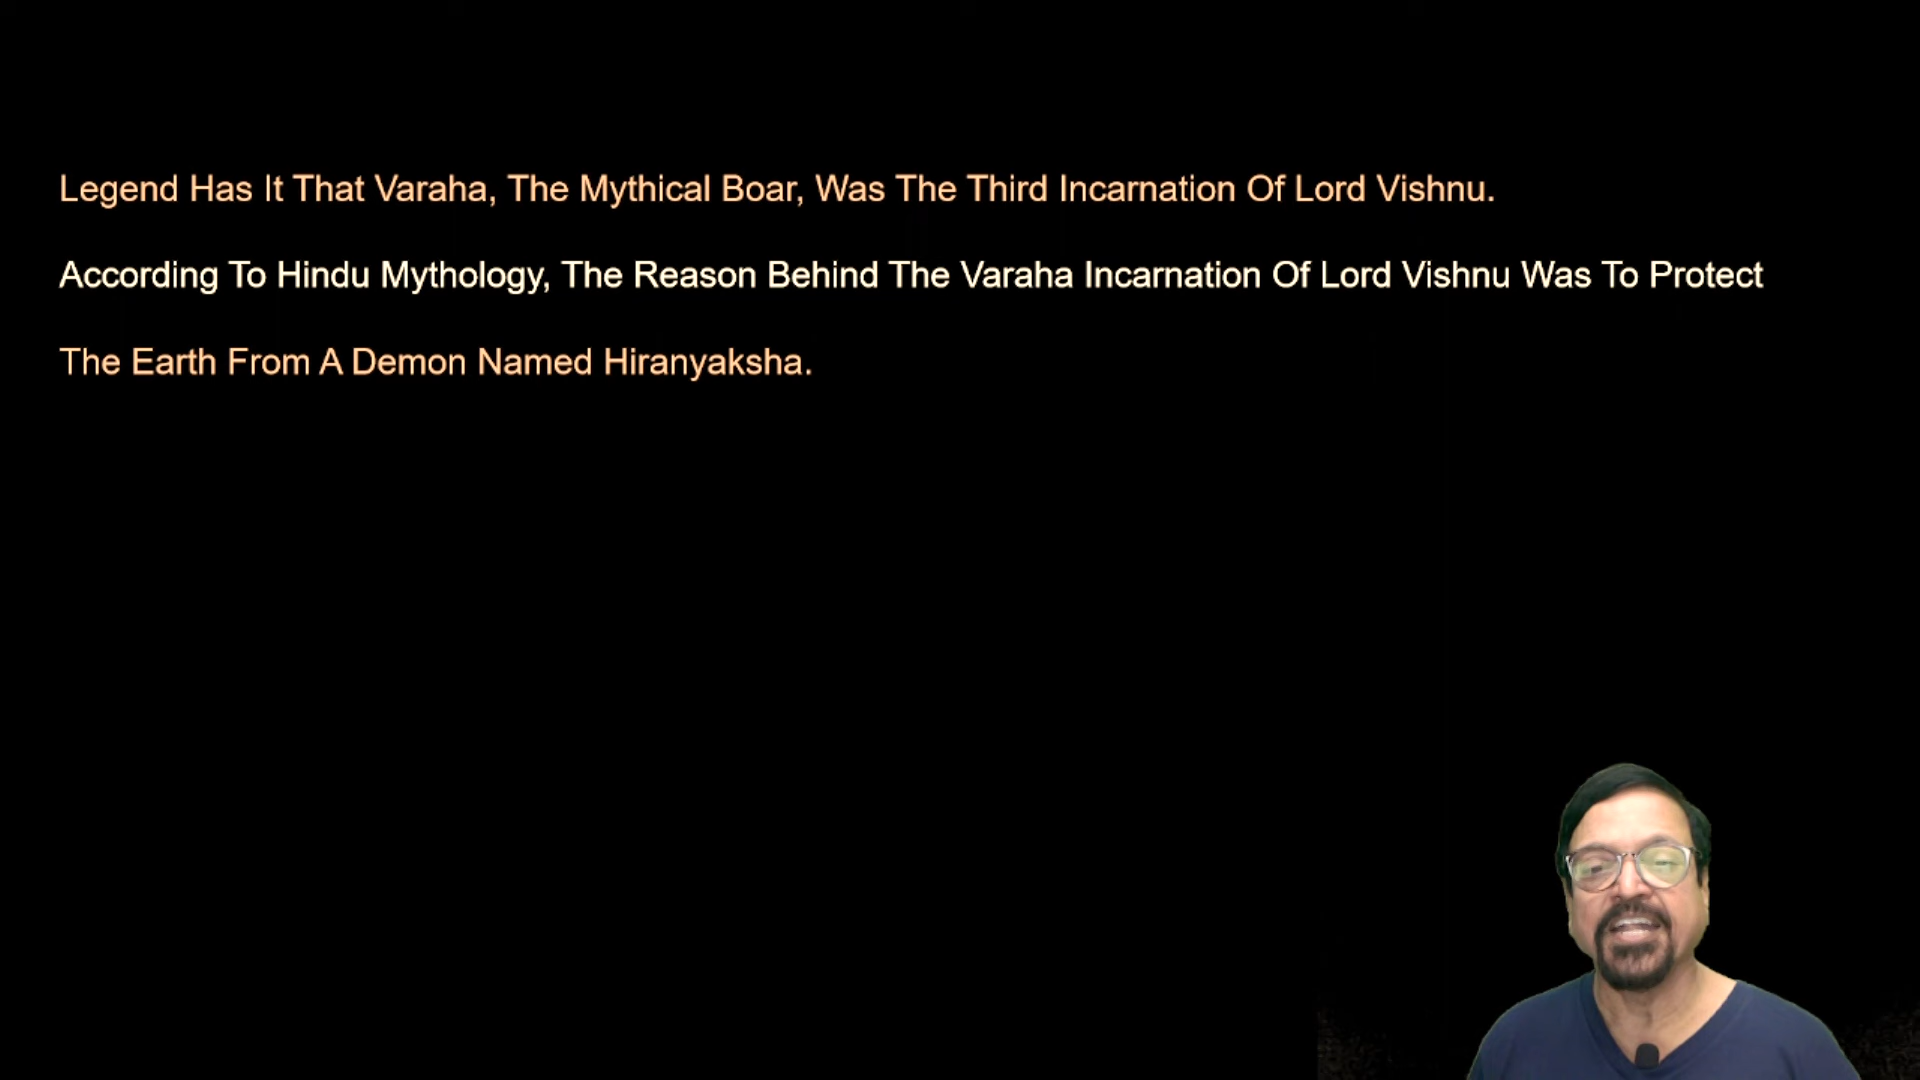 Legend Has It That Varaha, The Mythical Boar, Was The Third Incarnation Of Lord Vishnu.
According To Hindu Mythology, The Reason Behind The Varaha Incarnation Of Lord Vishnu Was To Protect
The Earth From A Demon Named Hiranyaksha.